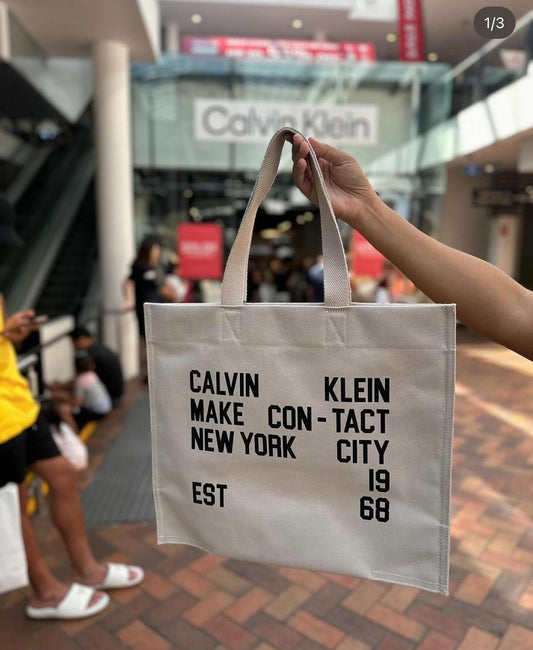 1/3
Calvin Klein
CALVIN KLEIN
MAKE CON-TACT
NEW YORK CITY
19
EST
68